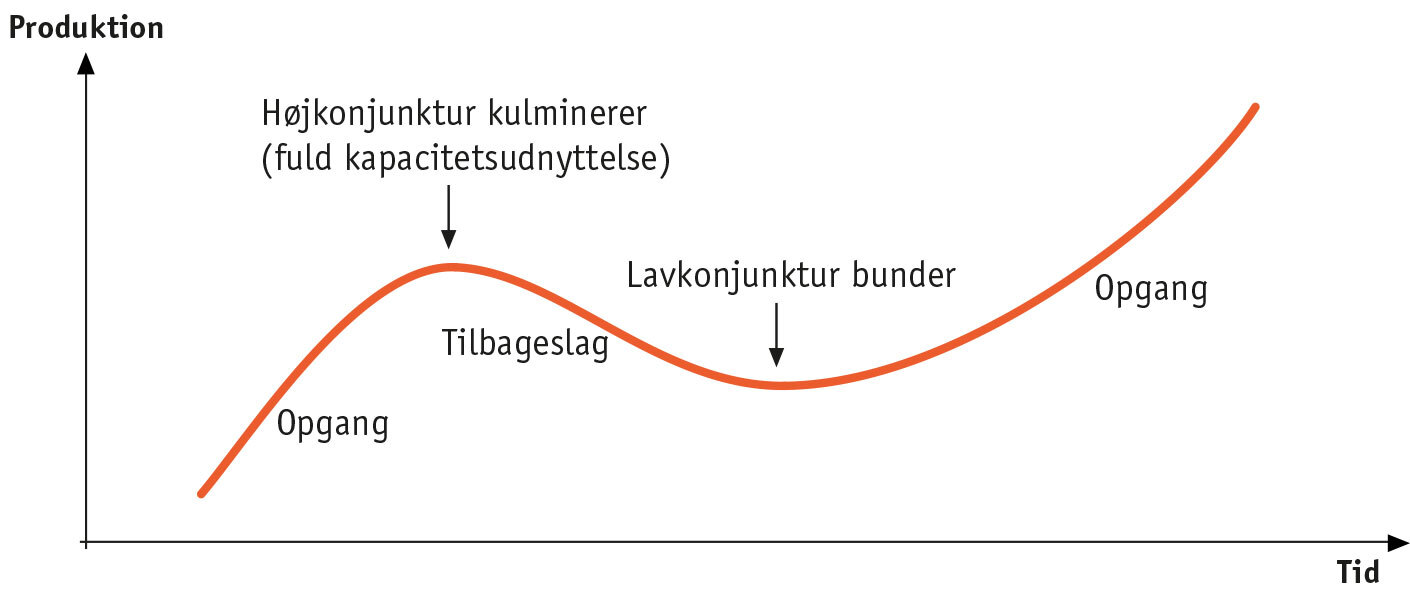 Produktion
Højkonjunktur kulminerer
(fuld kapacitetsudnyttelse)
Lavkonjunktur bunder
Opgang
Tilbageslag
Opgang
Tid